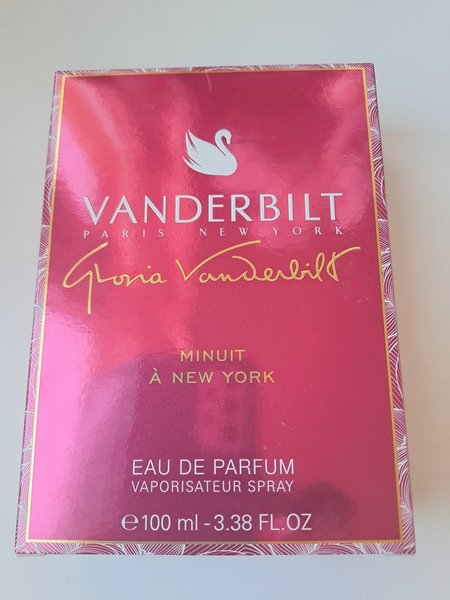 VANDERBILT
PARIS · NEW YORK
Gloria Vanderbilt
MINUIT
À NEW YORK
EAU DE PARFUM
VAPORISATEUR SPRAY
℮100 ml - 3.38 FL.OZ